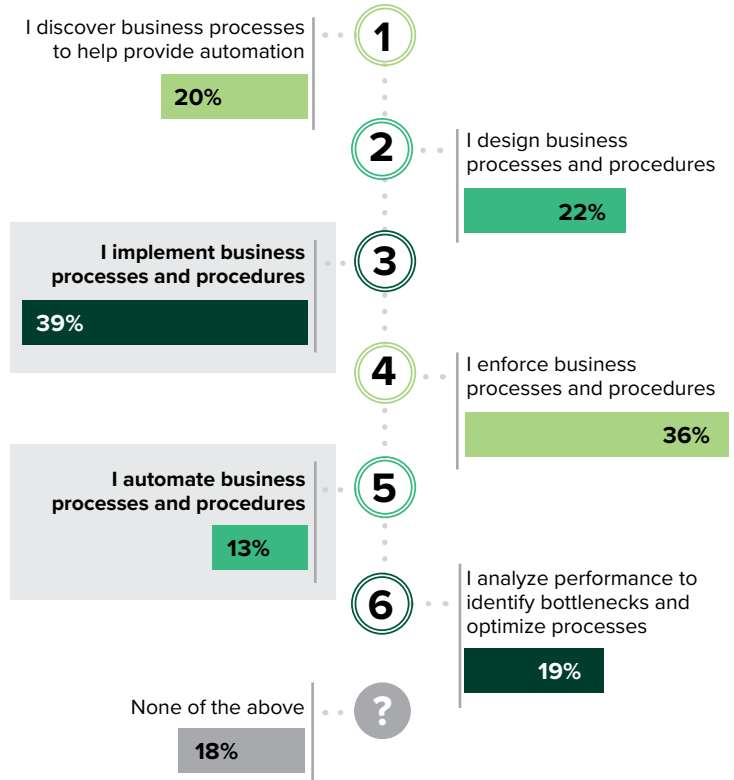 I discover business processes
to help provide automation
20%
1
2
I design business
processes and procedures
22%
I implement business
processes and procedures
39%
3
4
I enforce business
processes and procedures
36%
I automate business
processes and procedures
13%
5
6
I analyze performance to
identify bottlenecks and
optimize processes
19%
None of the above
18%
?